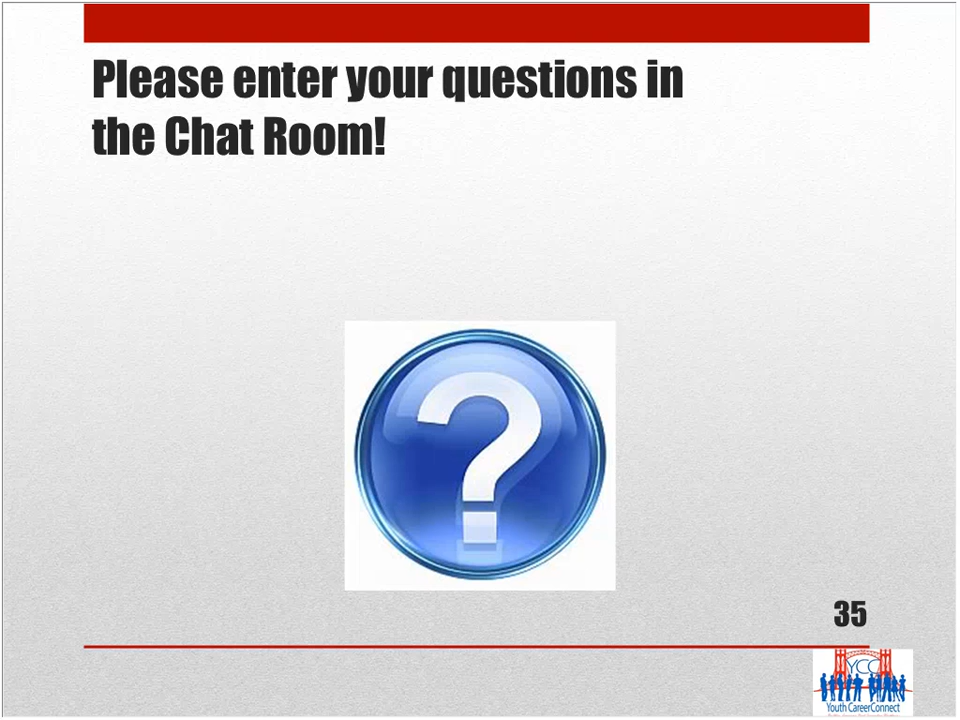 Please enter your questions in
the Chat Room!
?
35
YCC
Youth CareerConnect